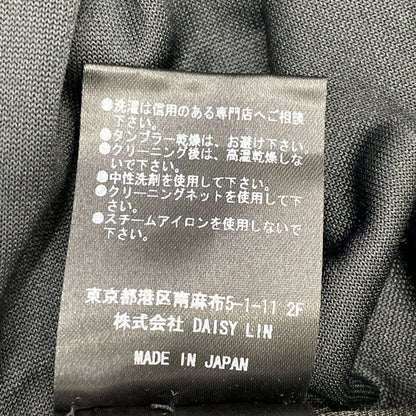 ●洗濯は信用のある専門店へご相談
下さい。
●タンブラー乾燥は、お避け下さい。
●クリーニング後は、高温乾燥しな
いで下さい。
●中性洗剤を使用して下さい。
●クリーニングネットを使用して下
さい。
●スチームアイロンを使用しないで
下さい。
東京都港区南麻布5-1-11 2F
株式会社 DAISY LIN
MADE IN JAPAN